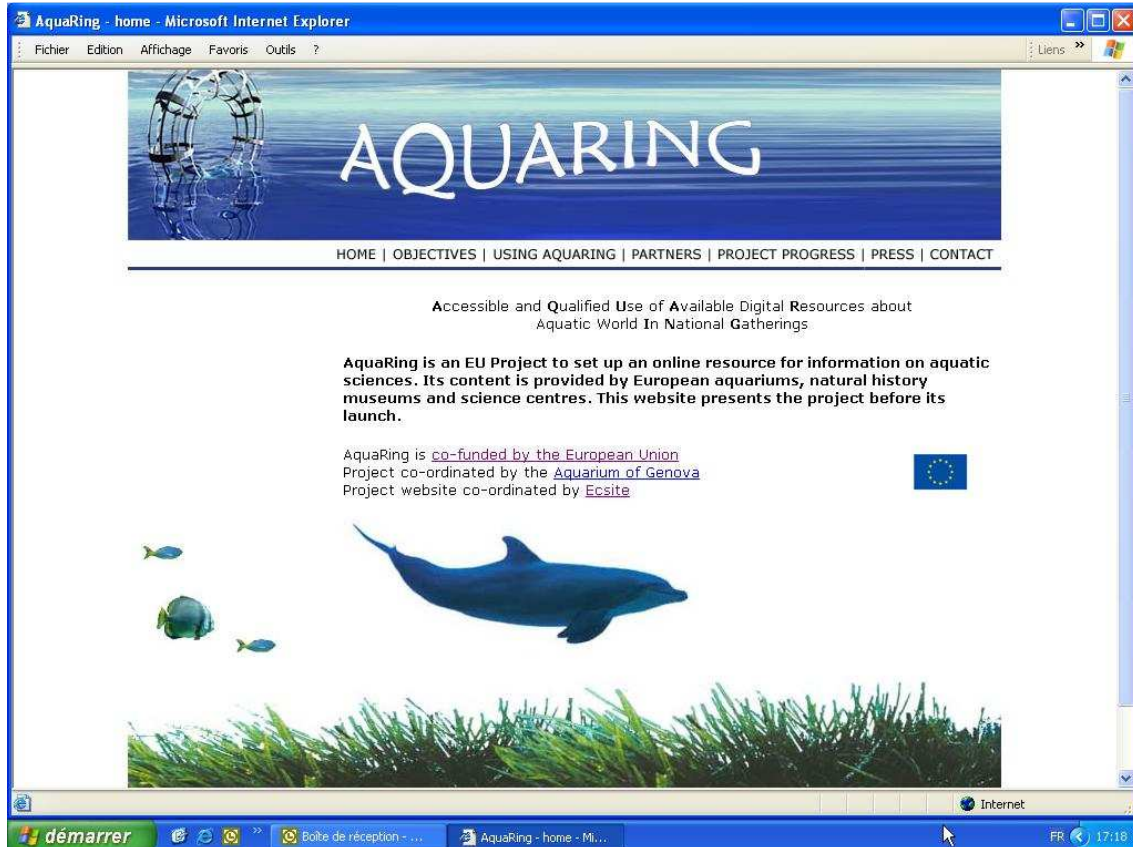 AquaRing - home - Microsoft Internet Explorer
Fichier Edition Affichage Favoris Outils ? Liens »
AQUARING
HOME | OBJECTIVES | USING AQUARING | PARTNERS | PROJECT PROGRESS | PRESS | CONTACT
Accessible and Qualified Use of Available Digital Resources about
Aquatic World In National Gatherings
AquaRing is an EU Project to set up an online resource for information on aquatic
sciences. Its content is provided by European aquariums, natural history
museums and science centres. This website presents the project before its
launch.
AquaRing is co-funded by the European Union
Project co-ordinated by the Aquarium of Genova
Project website co-ordinated by Ecsite
Internet
démarrer » Boîte de réception - ... AquaRing - home - Mi... FR 17:18